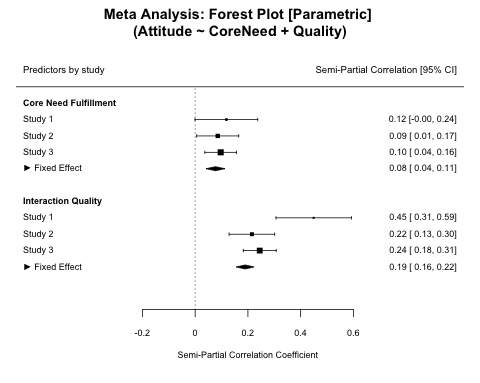 Meta Analysis: Forest Plot [Parametric]
(Attitude ~ CoreNeed + Quality)
Predictors by study Semi-Partial Correlation [95% CI]
Core Need Fulfillment
Study 1 0.12 [-0.00, 0.24]
Study 2 0.09 [ 0.01, 0.17]
Study 3 0.10 [ 0.04, 0.16]
► Fixed Effect 0.08 [ 0.04, 0.11]
Interaction Quality
Study 1 0.45 [ 0.31, 0.59]
Study 2 0.22 [ 0.13, 0.30]
Study 3 0.24 [ 0.18, 0.31]
► Fixed Effect 0.19 [ 0.16, 0.22]
-0.2 0 0.2 0.4 0.6
Semi-Partial Correlation Coefficient